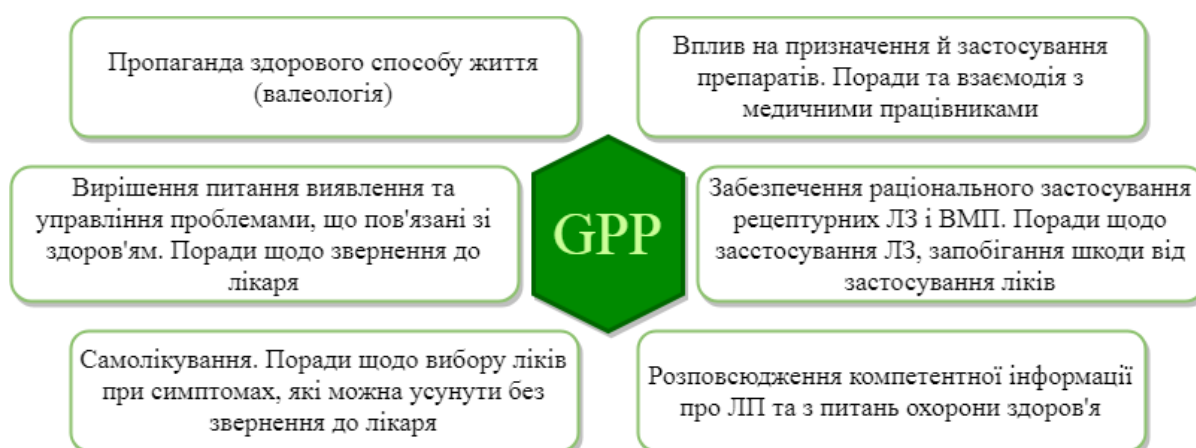 Пропаганда здорового способу життя
(валеологія)
Вплив на призначення й застосування
препаратів. Поради та взаємодія з
медичними працівниками
Вирішення питання виявлення та
управління проблемами, що пов'язані зі
здоров'ям. Поради щодо звернення до
лікаря
GPP
Забезпечення раціонального застосування
рецептурних ЛЗ і ВМП. Поради щодо
засстосування ЛЗ, запобігання шкоди від
застосування ліків
Самолікування. Поради щодо вибору ліків
при симптомах, які можна усунути без
звернення до лікаря
Розповсюдження компетентної інформації
про ЛП та з питань охорони здоров'я